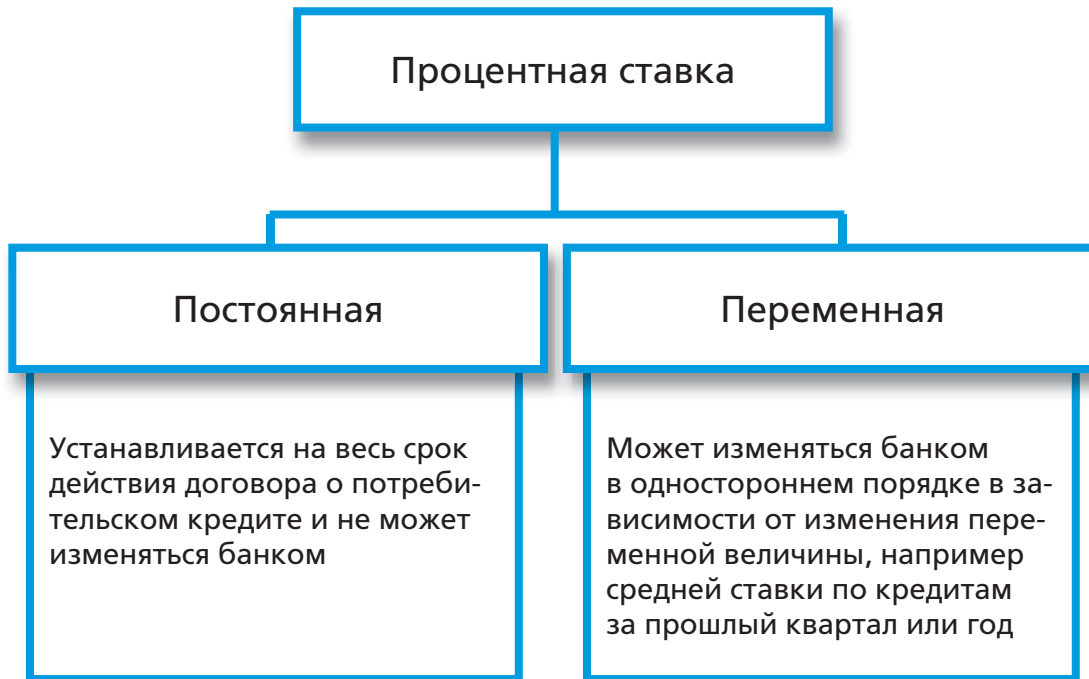 Процентная ставка
Постоянная
Устанавливается на весь срок
действия договора о потреби-
тельском кредите и не может
изменяться банком
Переменная
Может изменяться банком
в одностороннем порядке в за-
висимости от изменения пере-
менной величины, например
средней ставки по кредитам
за прошлый квартал или год